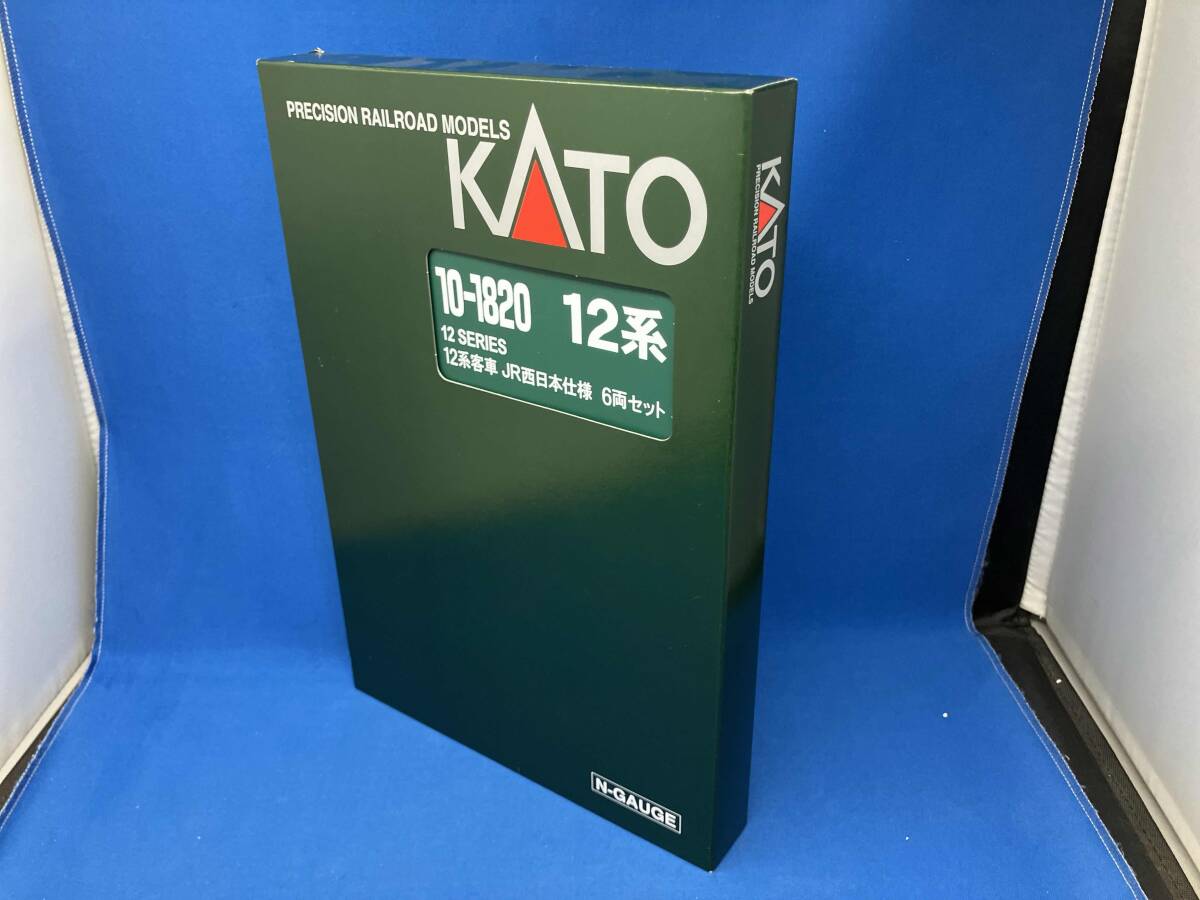 PRECISION RAILROAD MODELS
KATO
10-1820 12系
12 SERIES
12系客車 JR西日本仕様 6両セット
N-GAUGE
KATO
PRECISION RAILROAD MODELS